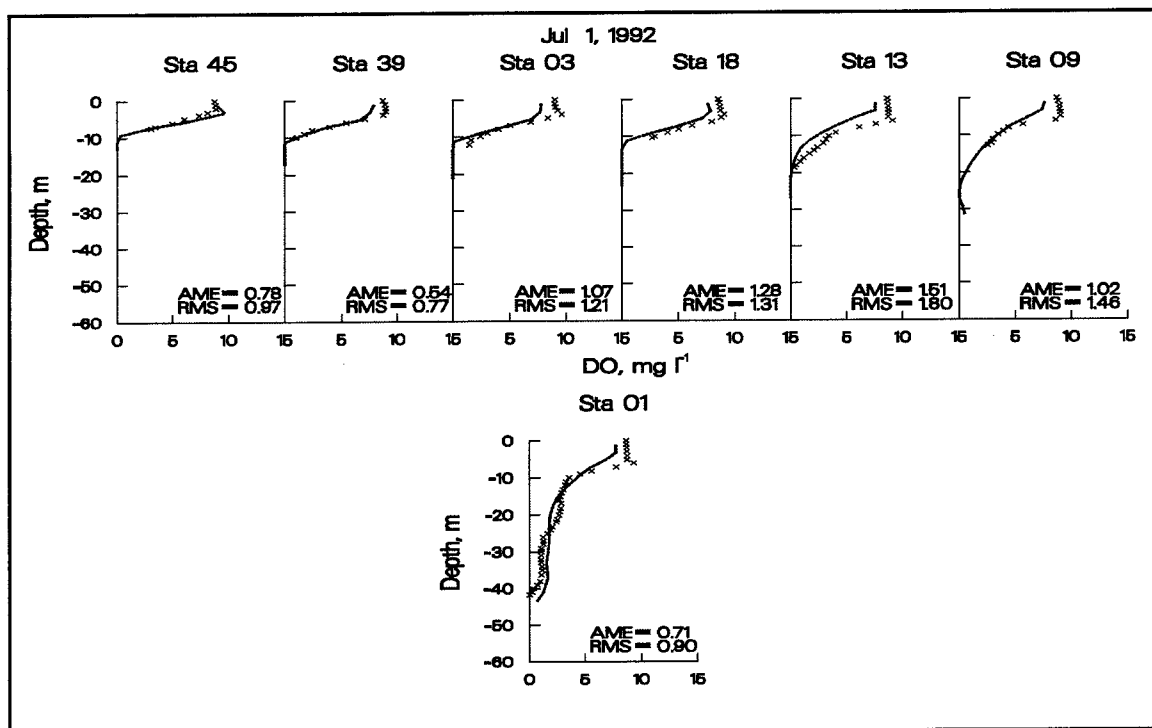 Jul 1, 1992
Sta 45 Sta 39 Sta 03 Sta 18 Sta 13 Sta 09
Depth, m
0
-10
-20
-30
-40
-50
-60
AME= 0.78
RMS= 0.97
AME= 0.54
RMS= 0.77
AME= 1.07
RMS= 1.21
AME= 1.28
RMS= 1.31
AME= 1.51
RMS= 1.80
AME= 1.02
RMS= 1.46
0 5 10 15 5 10 15 5 10 15 5 10 15 5 10 15 5 10 15
DO, mg l⁻¹
Sta 01
Depth, m
0
-10
-20
-30
-40
-50
-60
AME= 0.71
RMS= 0.90
0 5 10 15